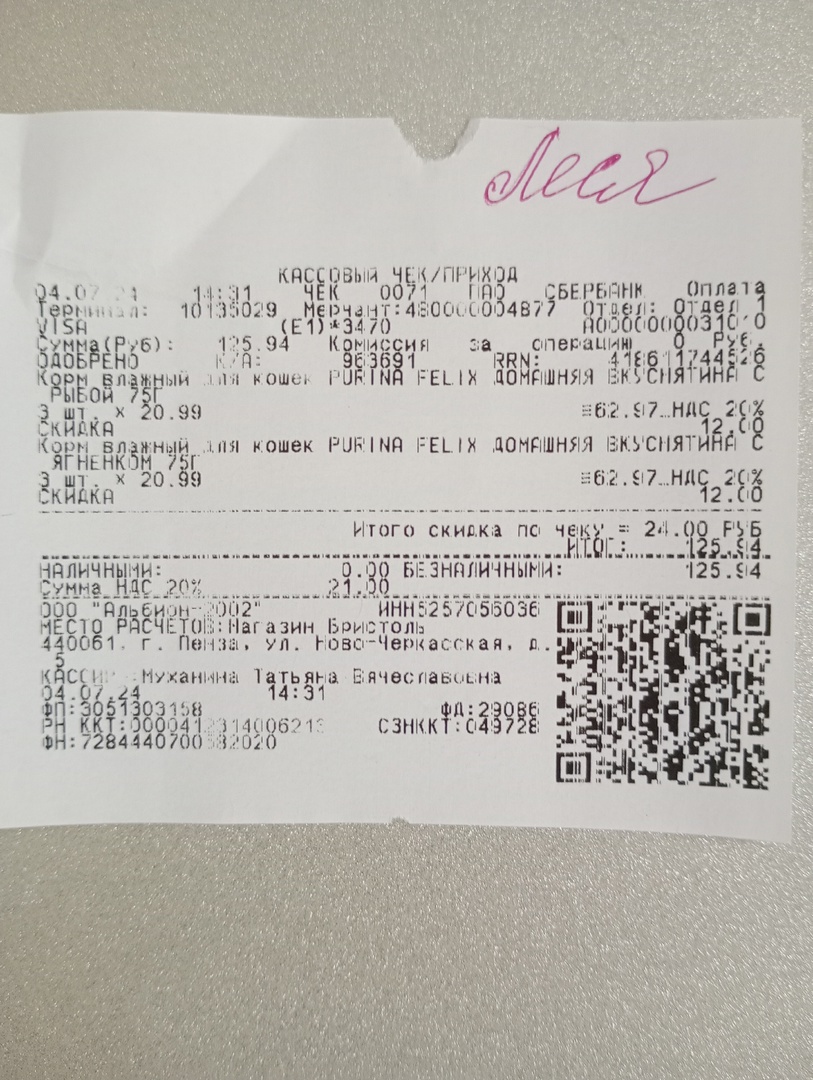 Леся
КАССОВЫЙ ЧЕК/ПРИХОД
04.07.24 14:31 ЧЕК 0071 ПАО СБЕРБАНК Оплата
Терминал: 10135029 Мерчант:480000004877 Отдел: Отдел 1
VISA (E1)*3470 A0000000031010
Сумма(Руб): 125.94 Комиссия за операцию 0 Руб.
ОДОБРЕНО К/А: 963691 RRN: 418611744526
Корм влажный для кошек PURINA FELIX ДОМАШНЯЯ ВКУСНЯТИНА С
РЫБОЙ 75Г
3 шт. х 20.99 ≡62.97_НДС 20%
СКИДКА 12.00
Корм влажный для кошек PURINA FELIX ДОМАШНЯЯ ВКУСНЯТИНА С
ЯГНЕНКОМ 75Г
3 шт. х 20.99 ≡62.97_НДС 20%
СКИДКА 12.00
Итого скидка по чеку = 24.00 РУБ
ИТОГ: 125.94
НАЛИЧНЫМИ: 0.00 БЕЗНАЛИЧНЫМИ: 125.94
Сумма НДС 20% 21.00
ООО "Альбион-2002" ИНН5257056036
МЕСТО РАСЧЕТОВ:Магазин Бристоль
440061, г. Пенза, ул. Ново-Черкасская, д.
5
КАССИР Муханина Татьяна Вячеславовна
04.07.24 14:31
ФП:3051303158 ФД:29086
РН ККТ:0000412314006213 СЗНККТ:049728
ФН:7284440700